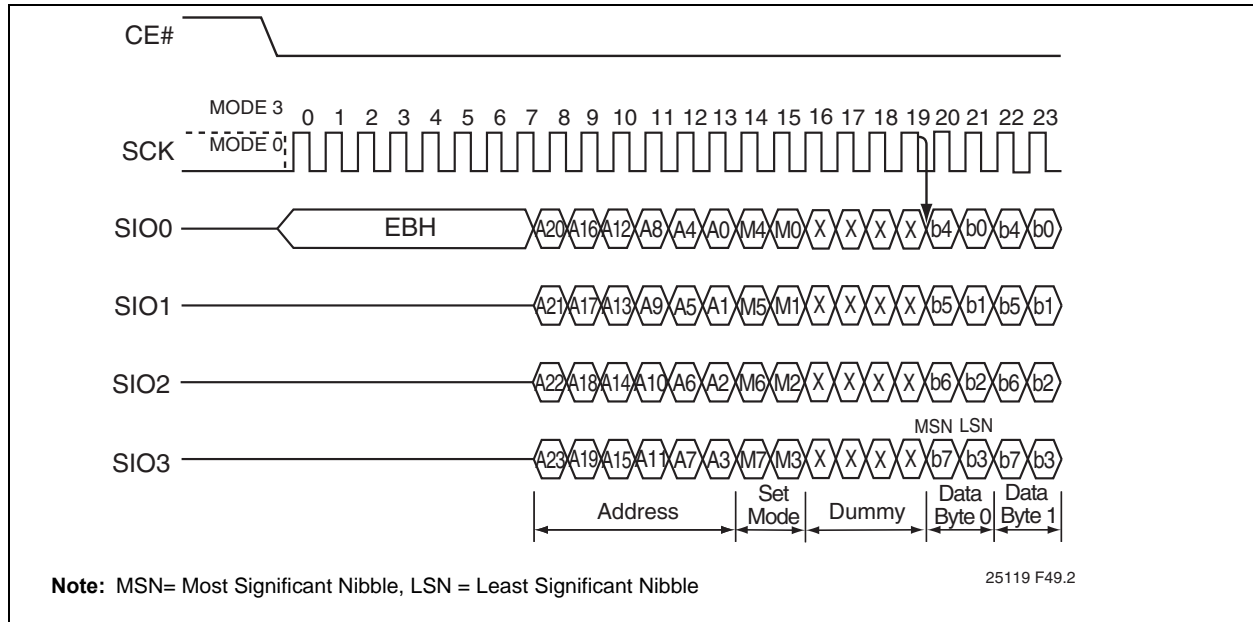 CE#
MODE 3
0 1 2 3 4 5 6 7 8 9 10 11 12 13 14 15 16 17 18 19 20 21 22 23
SCK MODE 0
SIO0 EBH A20 A16 A12 A8 A4 A0 M4 M0 X X X X b4 b0 b4 b0
SIO1 A21 A17 A13 A9 A5 A1 M5 M1 X X X X b5 b1 b5 b1
SIO2 A22 A18 A14 A10 A6 A2 M6 M2 X X X X b6 b2 b6 b2
MSN LSN
SIO3 A23 A19 A15 A11 A7 A3 M7 M3 X X X X b7 b3 b7 b3
Address Set Mode Dummy Data Byte 0 Data Byte 1
Note: MSN= Most Significant Nibble, LSN = Least Significant Nibble
25119 F49.2